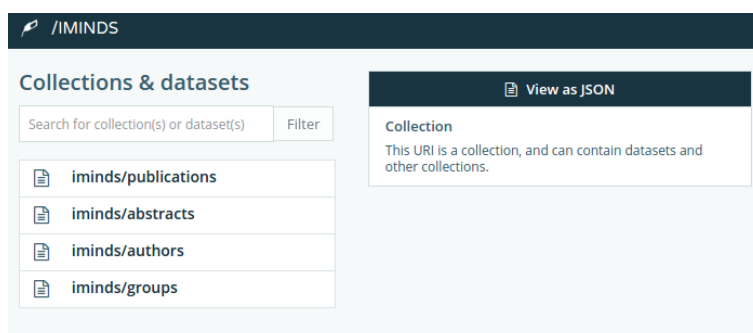 /IMINDS
Collections & datasets
Search for collection(s) or dataset(s)
Filter
iminds/publications
iminds/abstracts
iminds/authors
iminds/groups
View as JSON
Collection
This URI is a collection, and can contain datasets and
other collections.